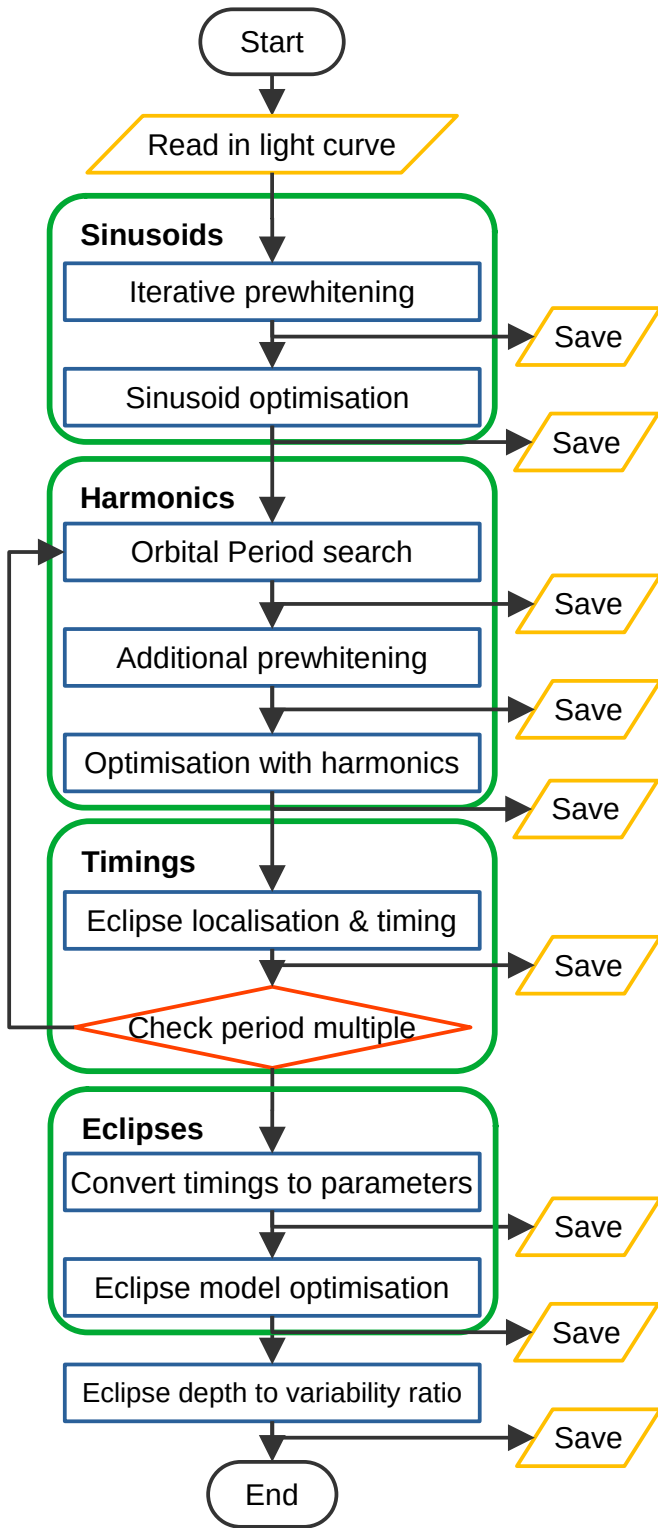 Start
Read in light curve
Sinusoids
Iterative prewhitening
Save
Sinusoid optimisation
Save
Harmonics
Orbital Period search
Save
Additional prewhitening
Save
Optimisation with harmonics
Save
Timings
Eclipse localisation & timing
Save
Check period multiple
Eclipses
Convert timings to parameters
Save
Eclipse model optimisation
Save
Eclipse depth to variability ratio
Save
End